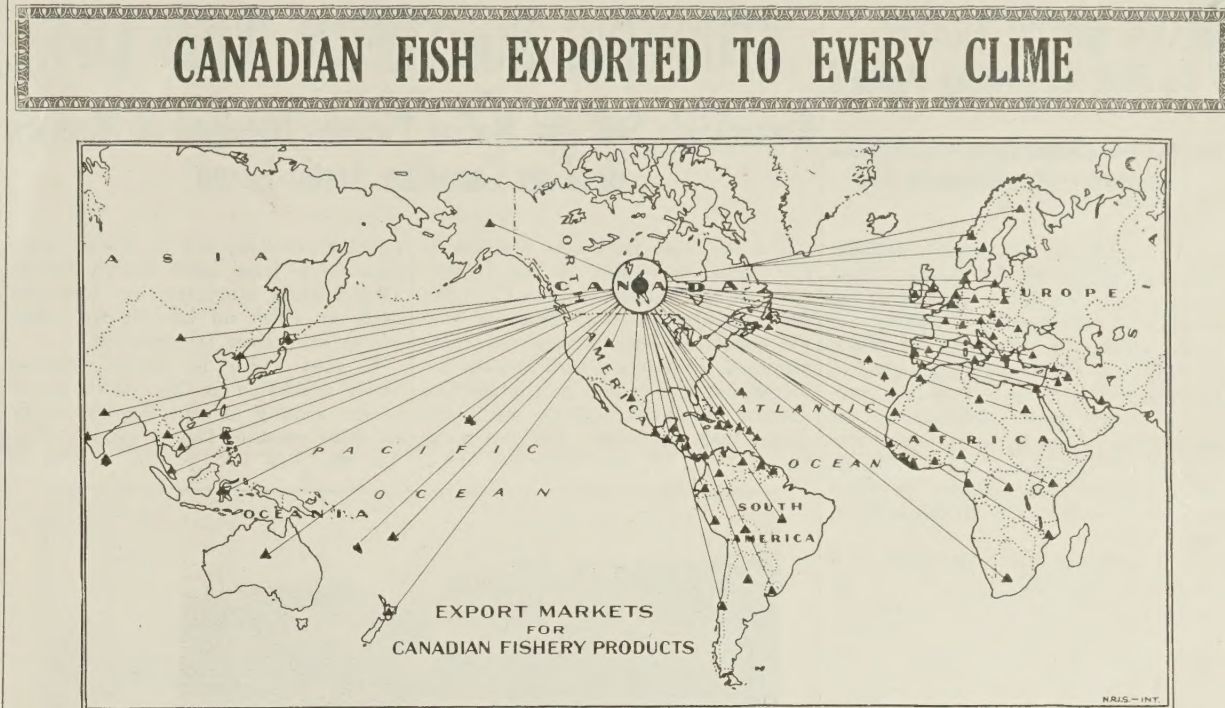 CANADIAN FISH EXPORTED TO EVERY CLIME
ASIA
NORTH
CANADA
EUROPE
AMERICA
ATLANTIC
AFRICA
PACIFIC
OCEAN
OCEAN
OCEANIA
SOUTH
AMERICA
EXPORT MARKETS
FOR
CANADIAN FISHERY PRODUCTS
N.R.I.S.-INT.